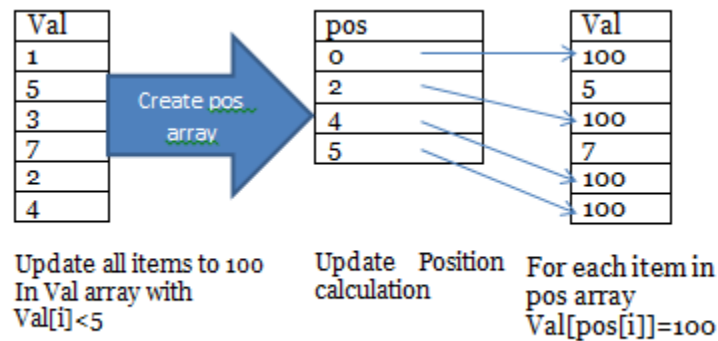 Val
1
5
3
7
2
4
Create pos
array
pos
0
2
4
5
Val
100
5
100
7
100
100
Update all items to 100
In Val array with
Val[i]<5
Update Position
calculation
For each item in
pos array
Val[pos[i]]=100